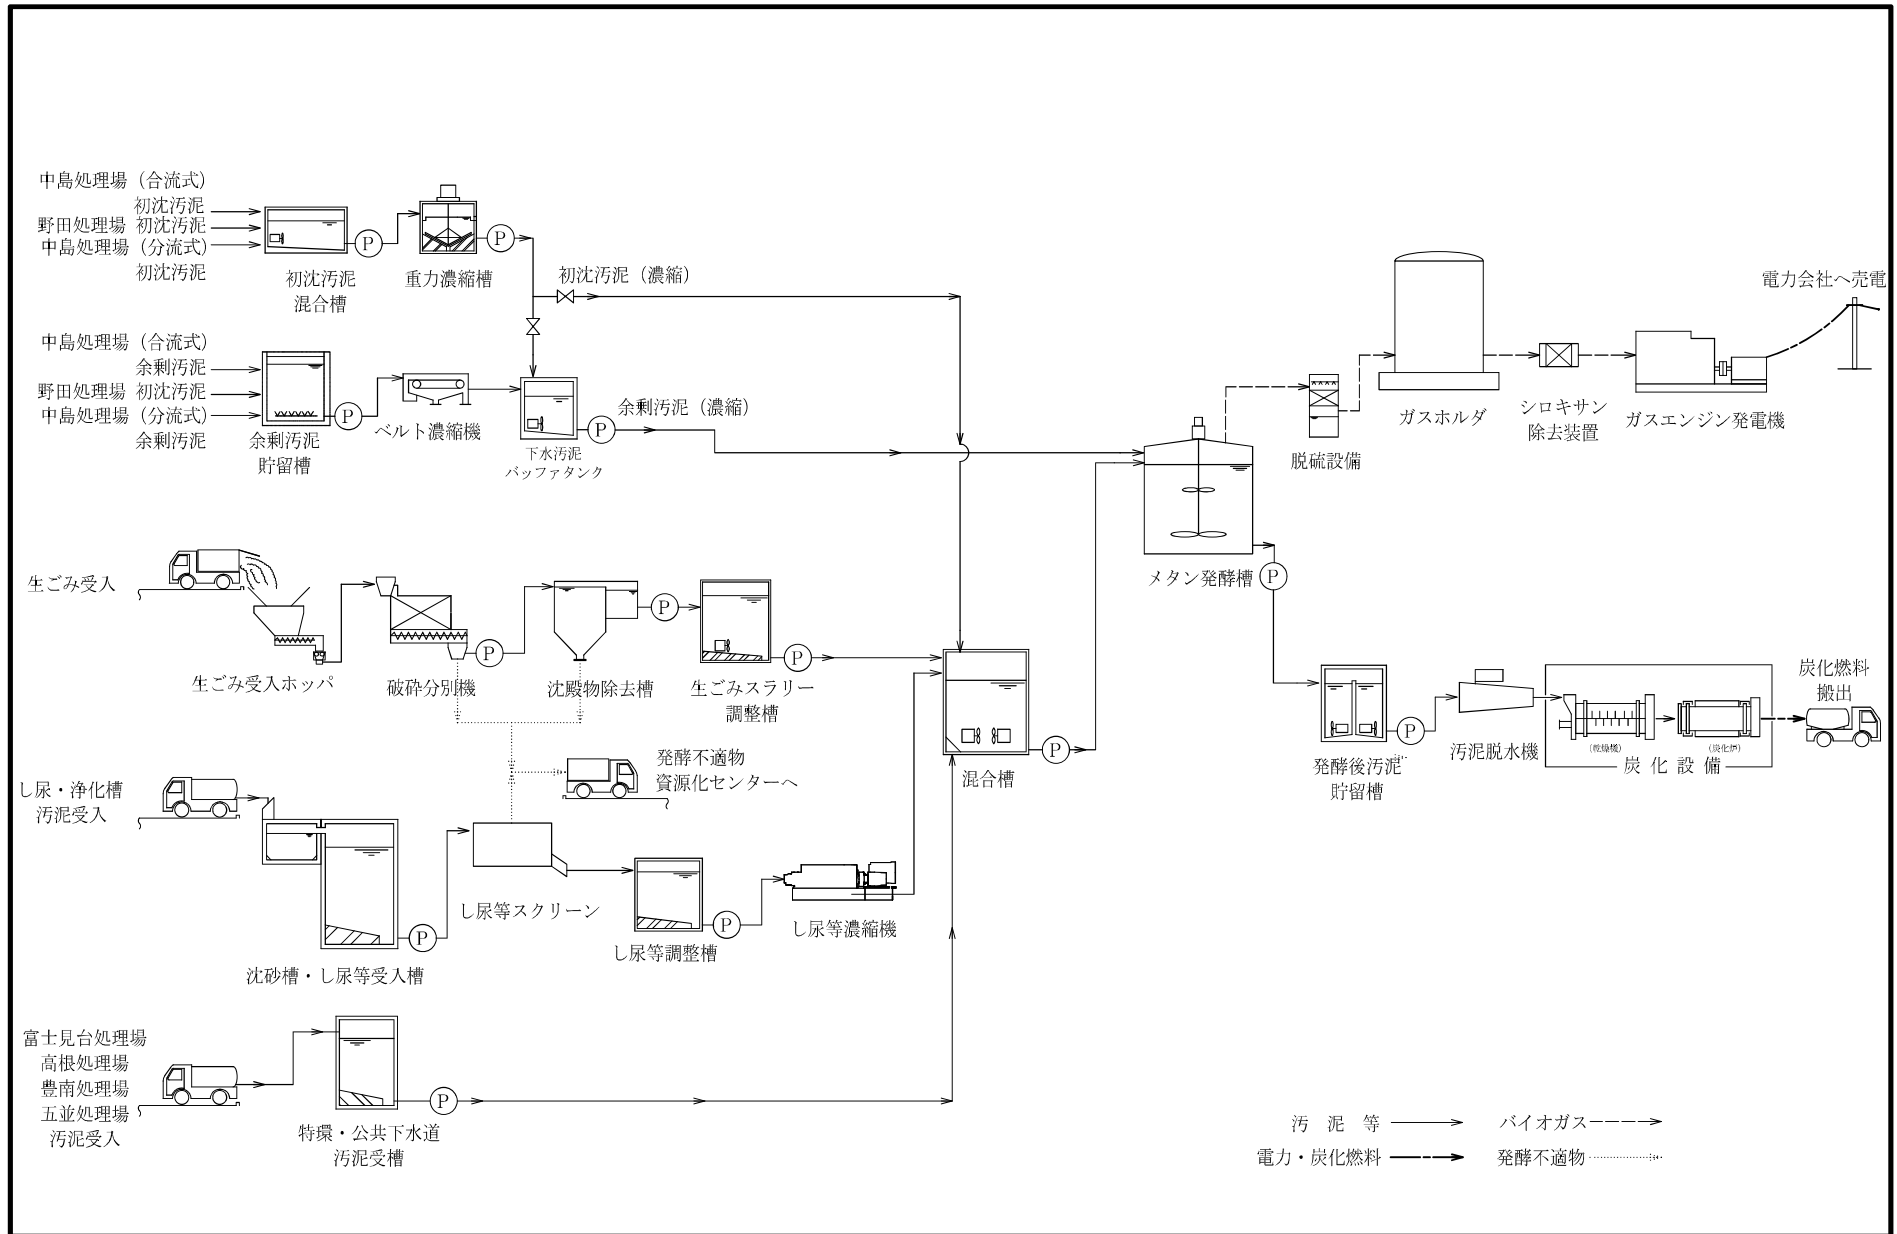 中島処理場（合流式）
初沈汚泥
野田処理場 初沈汚泥
中島処理場（分流式）
初沈汚泥
P
初沈汚泥
混合槽
P
重力濃縮槽
初沈汚泥（濃縮）
中島処理場（合流式）
余剰汚泥
野田処理場 初沈汚泥
中島処理場（分流式）
余剰汚泥
P
余剰汚泥
貯留槽
ベルト濃縮機
P
余剰汚泥（濃縮）
下水汚泥
バッファタンク
生ごみ受入
生ごみ受入ホッパ
P
破砕分別機
P
沈殿物除去槽
P
生ごみスラリー
調整槽
発酵不適物
資源化センターへ
し尿・浄化槽
汚泥受入
P
沈砂槽・し尿等受入槽
し尿等スクリーン
P
し尿等調整槽
し尿等濃縮機
P
混合槽
富士見台処理場
高根処理場
豊南処理場
五並処理場
汚泥受入
P
特環・公共下水道
汚泥受槽
メタン発酵槽
P
脱硫設備
ガスホルダ
シロキサン
除去装置
ガスエンジン発電機
電力会社へ売電
P
発酵後汚泥
貯留槽
汚泥脱水機
(乾燥機)
(炭化炉)
炭化設備
炭化燃料
搬出
汚泥等
バイオガス
電力・炭化燃料
発酵不適物